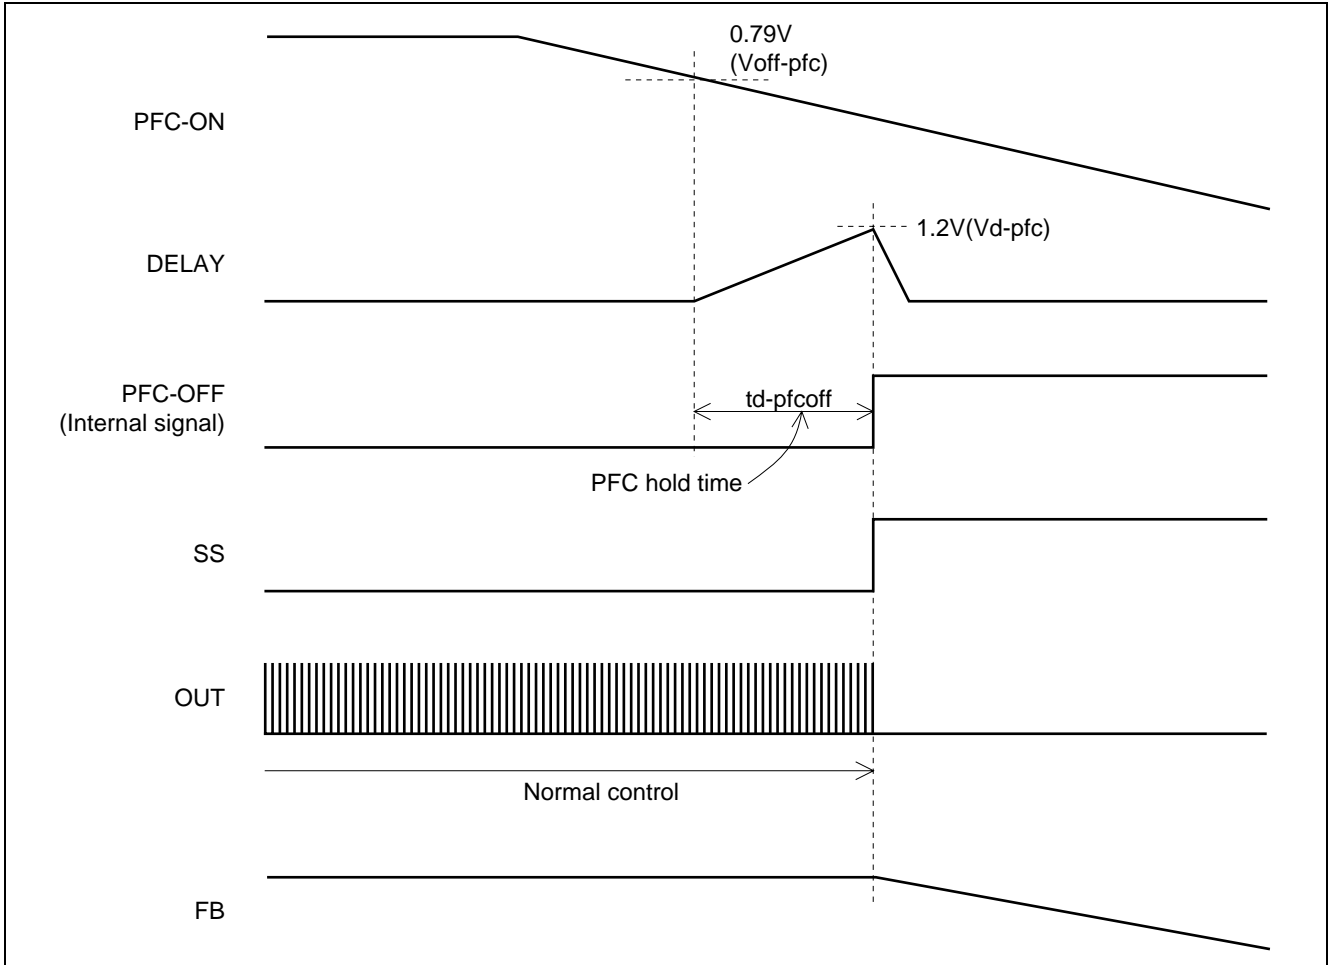 0.79V
(Voff-pfc)
PFC-ON
1.2V(Vd-pfc)
DELAY
PFC-OFF
(Internal signal)
td-pfcoff
PFC hold time
SS
OUT
Normal control
FB